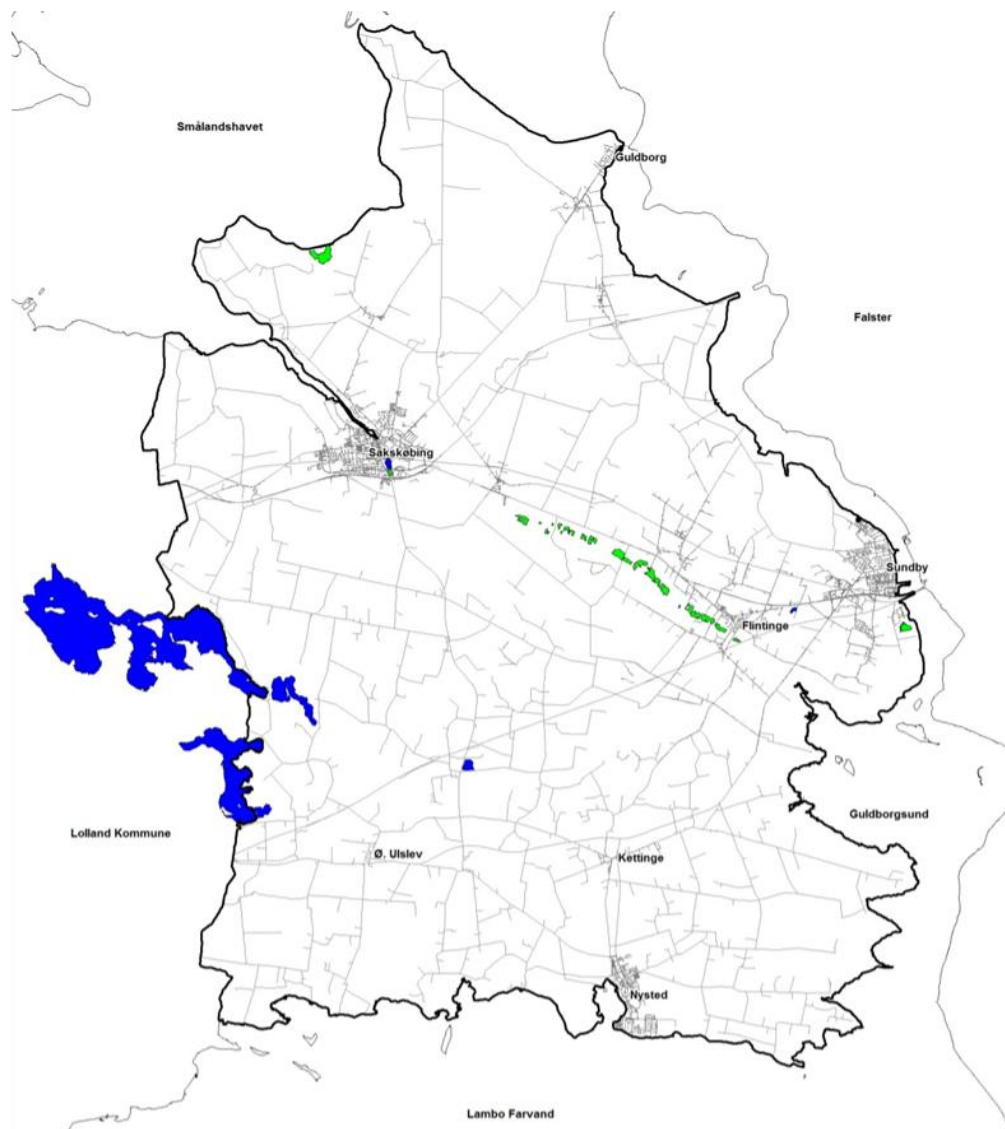 Smålandshavet
Guldborg
Falster
Sakskøbing
Sundby
Flintinge
Guldborgsund
Lolland Kommune
Ø. Ulslev
Kettinge
Nysted
Lambo Farvand